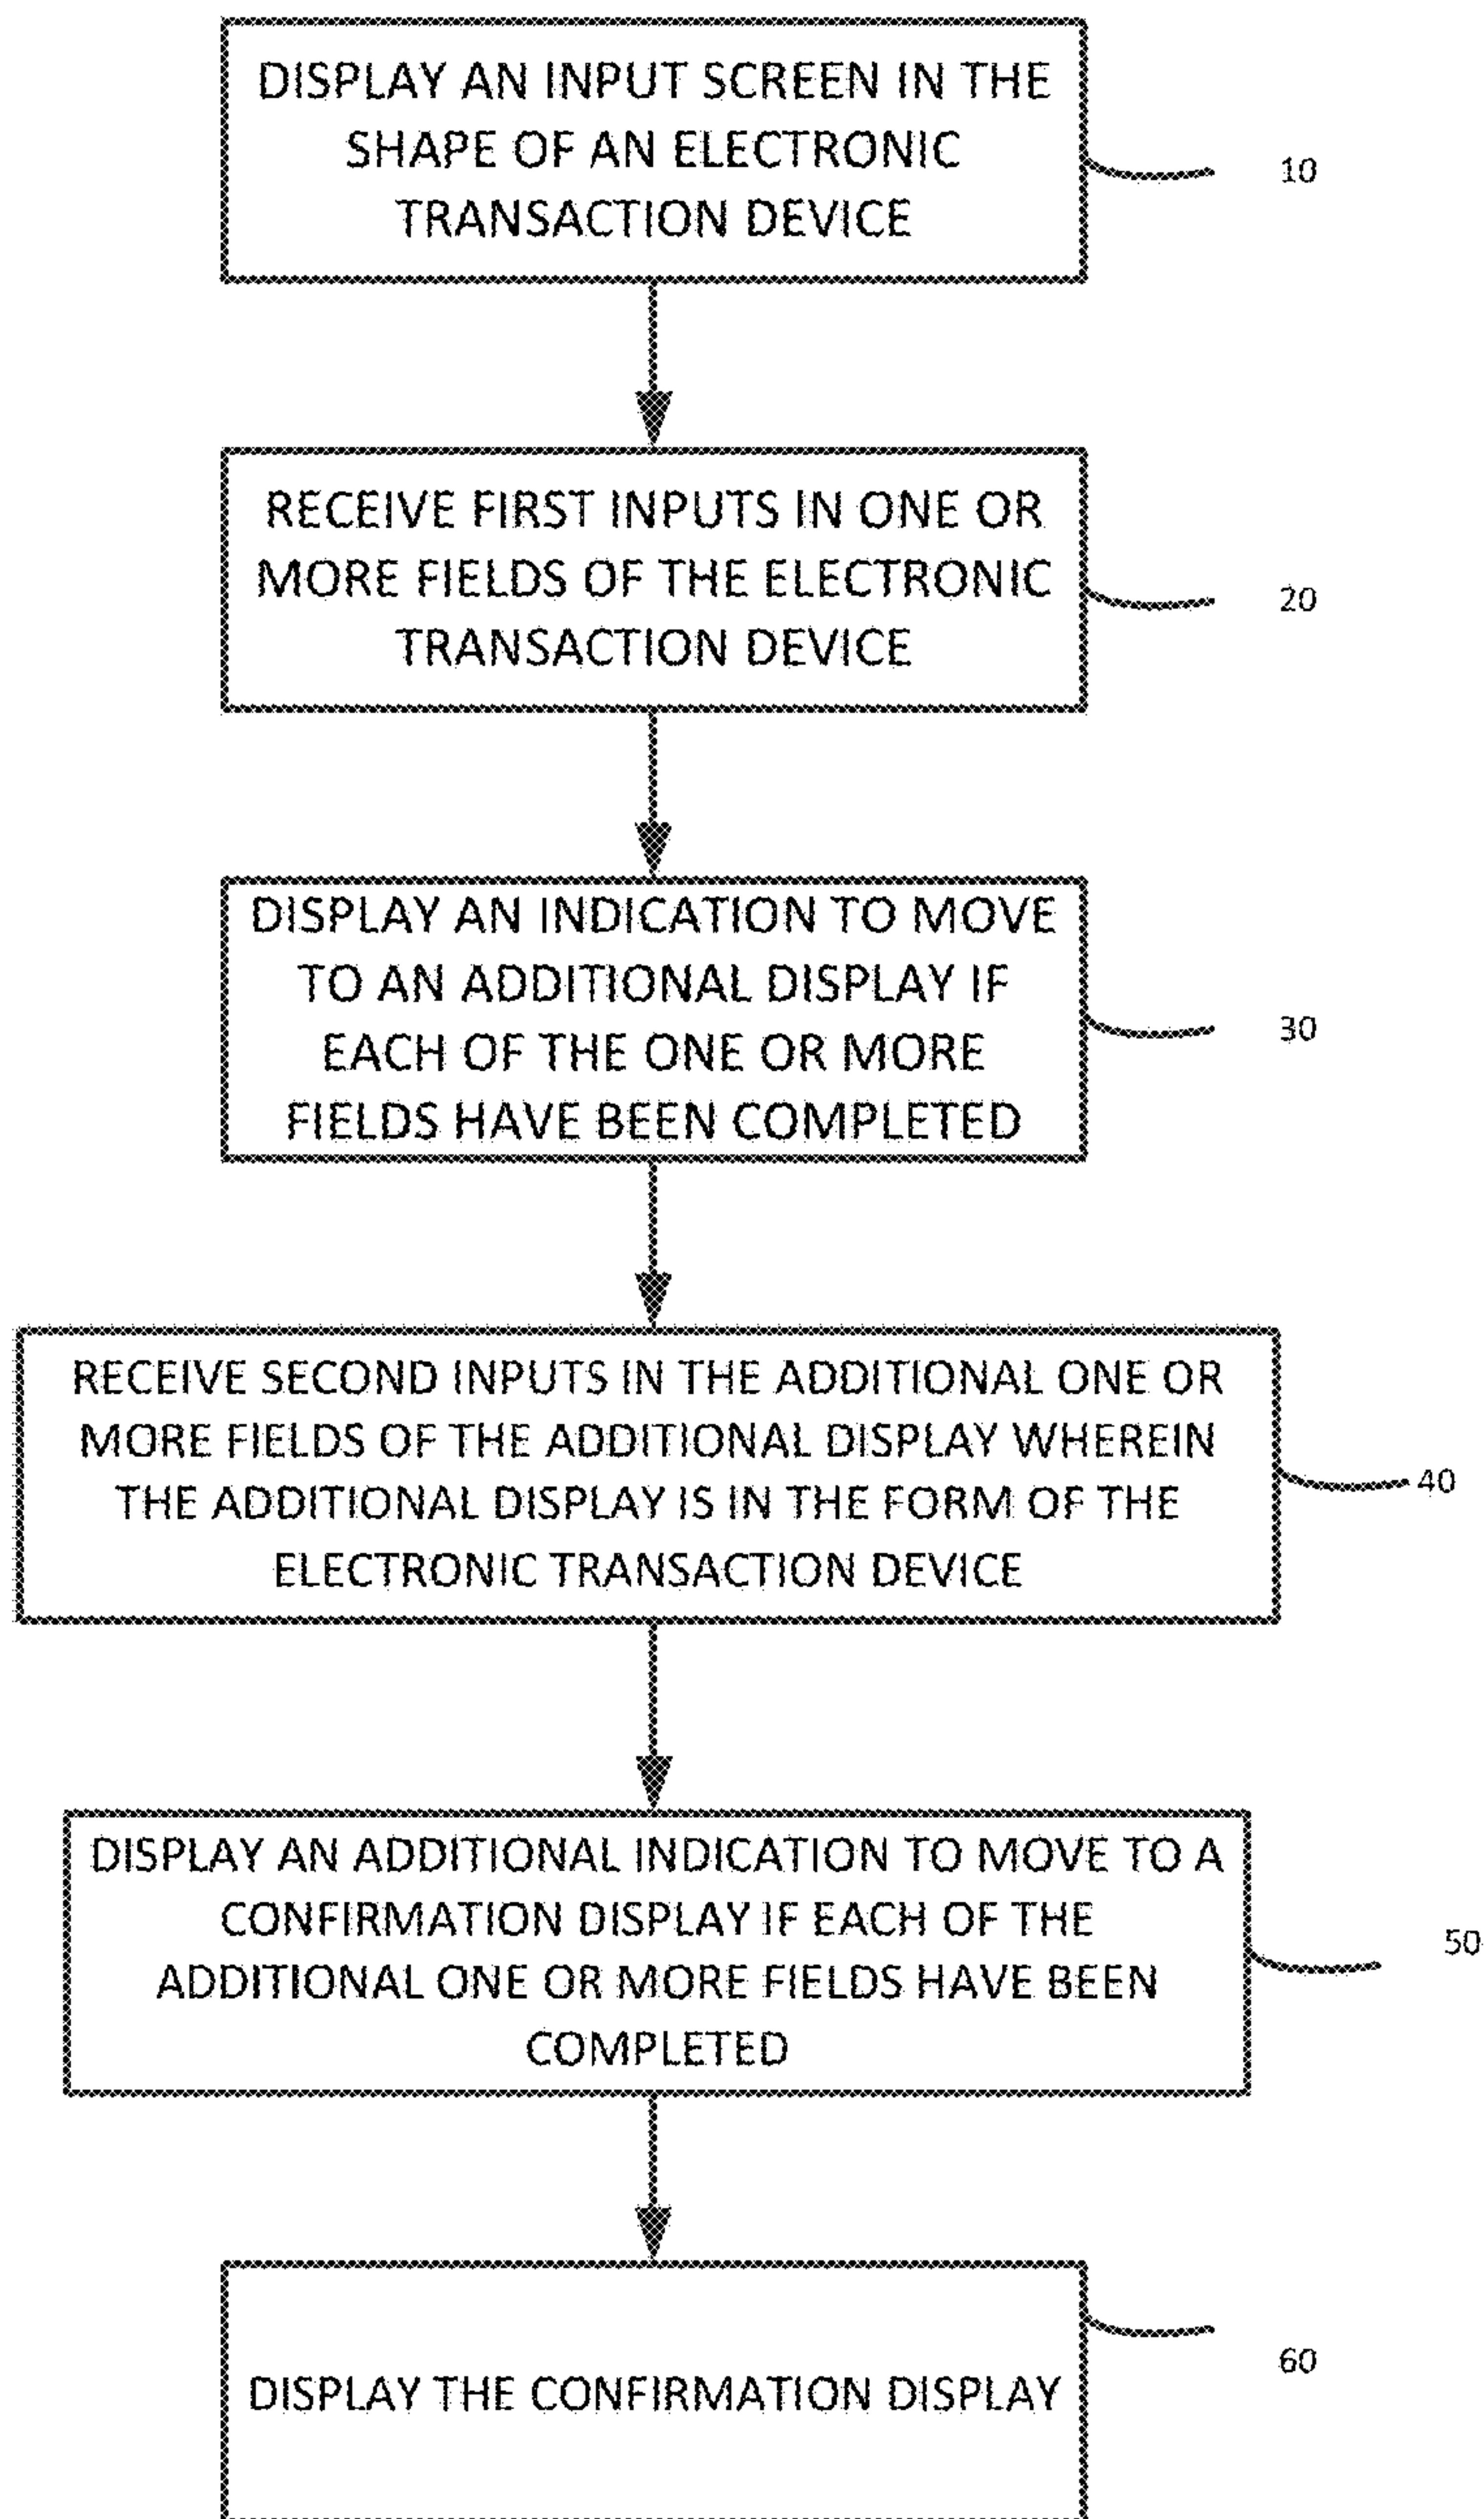 DISPLAY AN INPUT SCREEN IN THE
SHAPE OF AN ELECTRONIC
TRANSACTION DEVICE
10
RECEIVE FIRST INPUTS IN ONE OR
MORE FIELDS OF THE ELECTRONIC
TRANSACTION DEVICE
20
DISPLAY AN INDICATION TO MOVE
TO AN ADDITIONAL DISPLAY IF
EACH OF THE ONE OR MORE
FIELDS HAVE BEEN COMPLETED
30
RECEIVE SECOND INPUTS IN THE ADDITIONAL ONE OR
MORE FIELDS OF THE ADDITIONAL DISPLAY WHEREIN
THE ADDITIONAL DISPLAY IS IN THE FORM OF THE
ELECTRONIC TRANSACTION DEVICE
40
DISPLAY AN ADDITIONAL INDICATION TO MOVE TO A
CONFIRMATION DISPLAY IF EACH OF THE
ADDITIONAL ONE OR MORE FIELDS HAVE BEEN
COMPLETED
50
DISPLAY THE CONFIRMATION DISPLAY
60